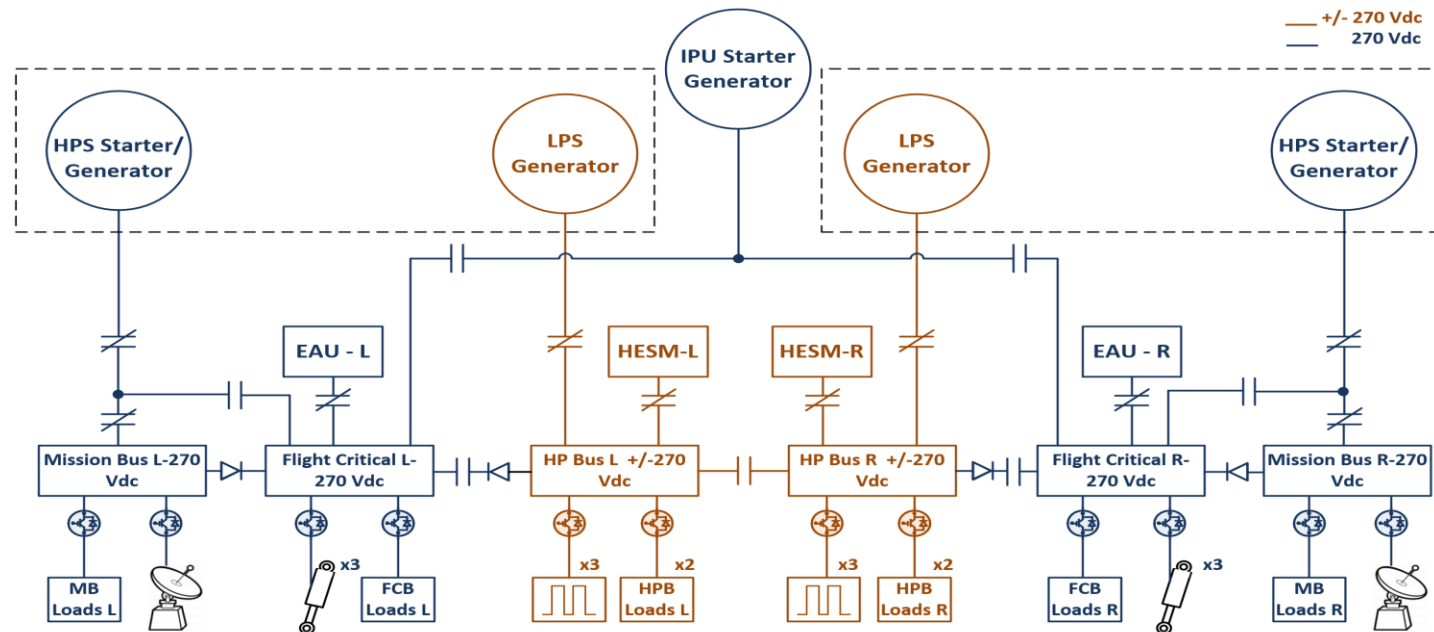 +/- 270 Vdc
270 Vdc
IPU Starter
Generator
HPS Starter/
Generator
LPS
Generator
LPS
Generator
HPS Starter/
Generator
EAU - L
HESM-L
HESM-R
EAU - R
Mission Bus L-270
Vdc
Flight Critical L-
270 Vdc
HP Bus L +/-270
Vdc
HP Bus R +/-270
Vdc
Flight Critical R-
270 Vdc
Mission Bus R-270
Vdc
MB
Loads L
x3
FCB
Loads L
x3
x2
HPB
Loads L
x3
x2
HPB
Loads R
FCB
Loads R
x3
MB
Loads R